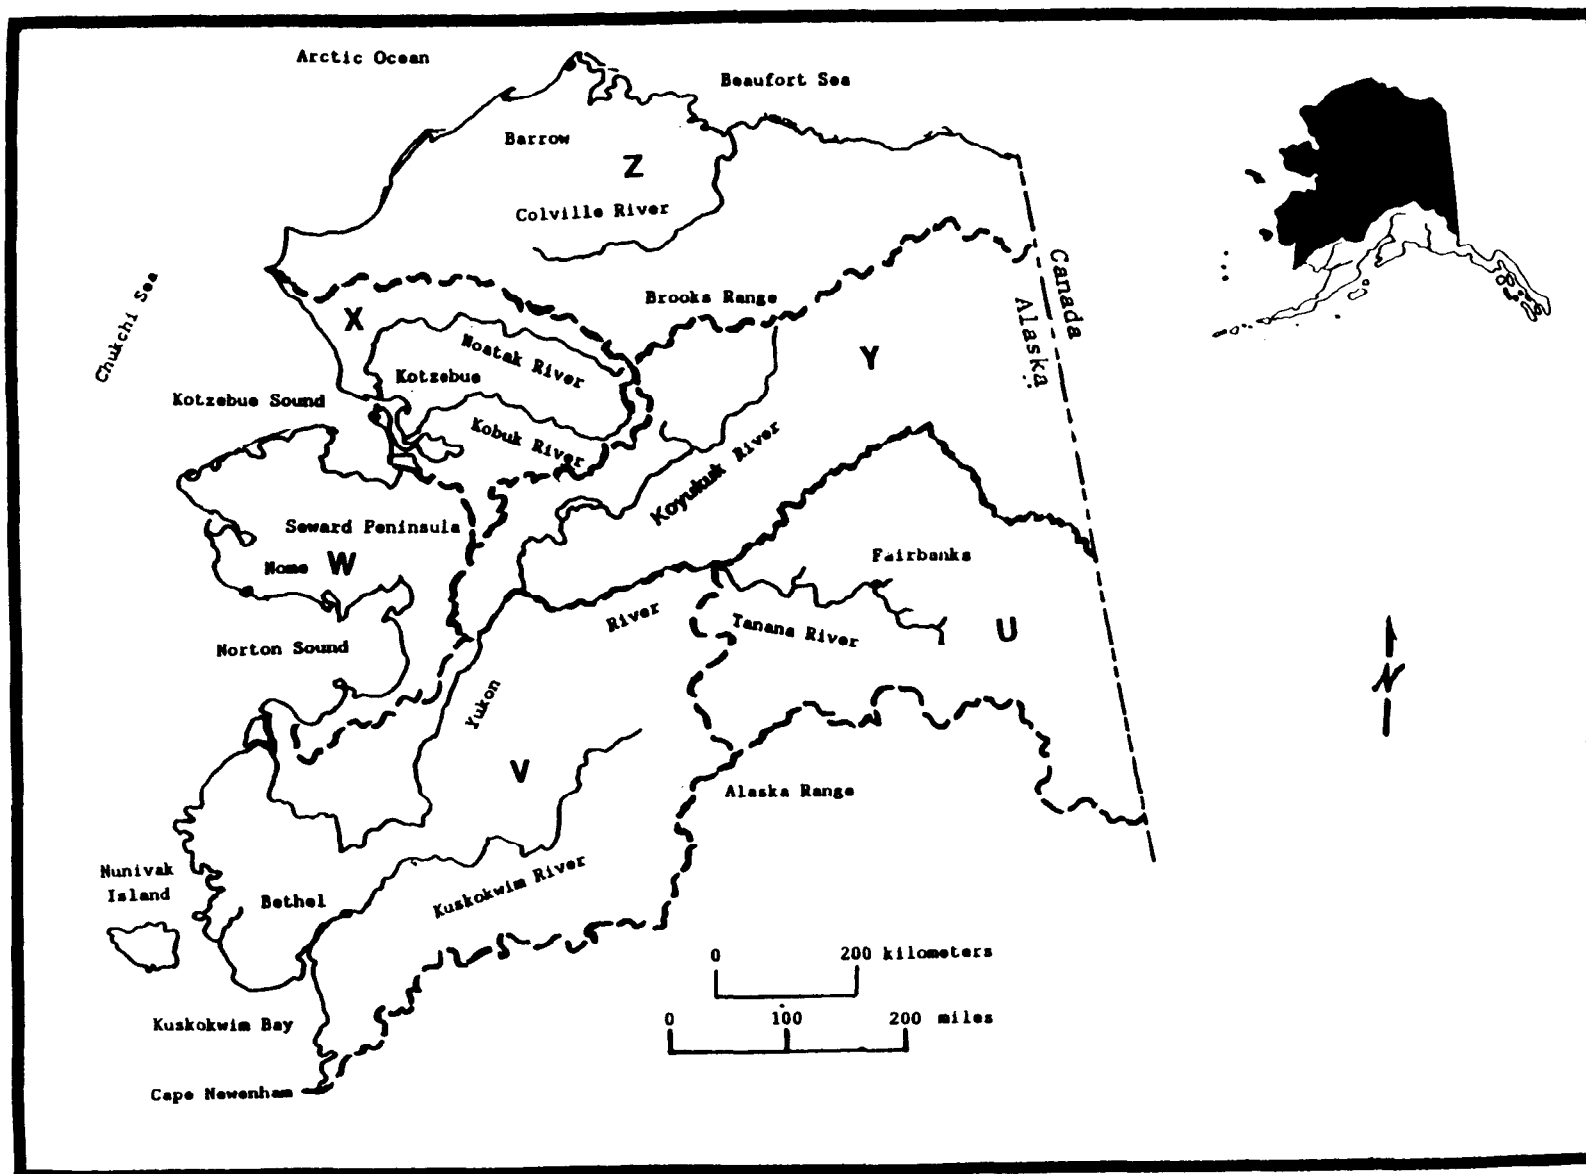 Arctic Ocean
Beaufort Sea
Barrow
Z
Colville River
Chukchi Sea
Canada
Alaska
Brooks Range
X
Noatak River
Y
Kotzebue
Kotzebue Sound
Kobuk River
Koyukuk River
Seward Peninsula
Nome
W
Fairbanks
River
Tanana River
U
Norton Sound
Yukon
N
V
Alaska Range
Nunivak
Island
Bethel
Kuskokwim River
0 200 kilometers
Kuskokwim Bay
0 100 200 miles
Cape Newenham